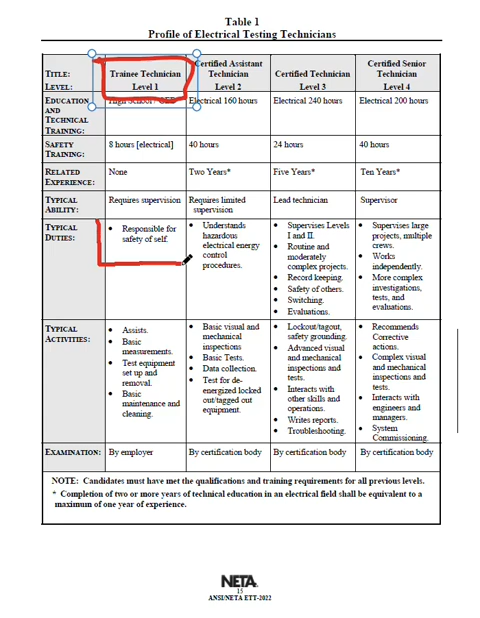 Table 1
Profile of Electrical Testing Technicians
TITLE:
LEVEL:
Trainee Technician
Level 1
Certified Assistant
Technician
Level 2
Certified Technician
Level 3
Certified Senior
Technician
Level 4
EDUCATION
AND
TECHNICAL
TRAINING:
High School GED
Electrical 160 hours
Electrical 240 hours
Electrical 200 hours
SAFETY
TRAINING:
8 hours [electrical]
40 hours
24 hours
40 hours
RELATED
EXPERIENCE:
None
Two Years*
Five Years*
Ten Years*
TYPICAL
ABILITY:
Requires supervision
Requires limited
supervision
Lead technician
Supervisor
TYPICAL
DUTIES:
• Responsible for
safety of self.
• Understands
hazardous
electrical energy
control
procedures.
• Supervises Levels
I and II.
• Routine and
moderately
complex projects.
• Record keeping.
• Safety of others.
• Switching.
• Evaluations.
• Supervises large
projects, multiple
crews.
• Works
independently.
• More complex
investigations,
tests, and
evaluations.
TYPICAL
ACTIVITIES:
• Assists.
• Basic
measurements.
• Test equipment
set up and
removal.
• Basic
maintenance and
cleaning.
• Basic visual and
mechanical
inspections
• Basic Tests.
• Data collection.
• Test for de-
energized locked
out/tagged out
equipment.
• Lockout/tagout,
safety grounding.
• Advanced visual
and mechanical
inspections and
tests.
• Interacts with
other skills and
operations.
• Writes reports.
• Troubleshooting.
• Recommends
Corrective
actions.
• Complex visual
and mechanical
inspections and
tests.
• Interacts with
engineers and
managers.
• System
Commissioning.
EXAMINATION:
By employer
By certification body
By certification body
By certification body
NOTE: Candidates must have met the qualifications and training requirements for all previous levels.
* Completion of two or more years of technical education in an electrical field shall be equivalent to a
maximum of one year of experience.
NETA
15
ANSI/NETA ETT-2022